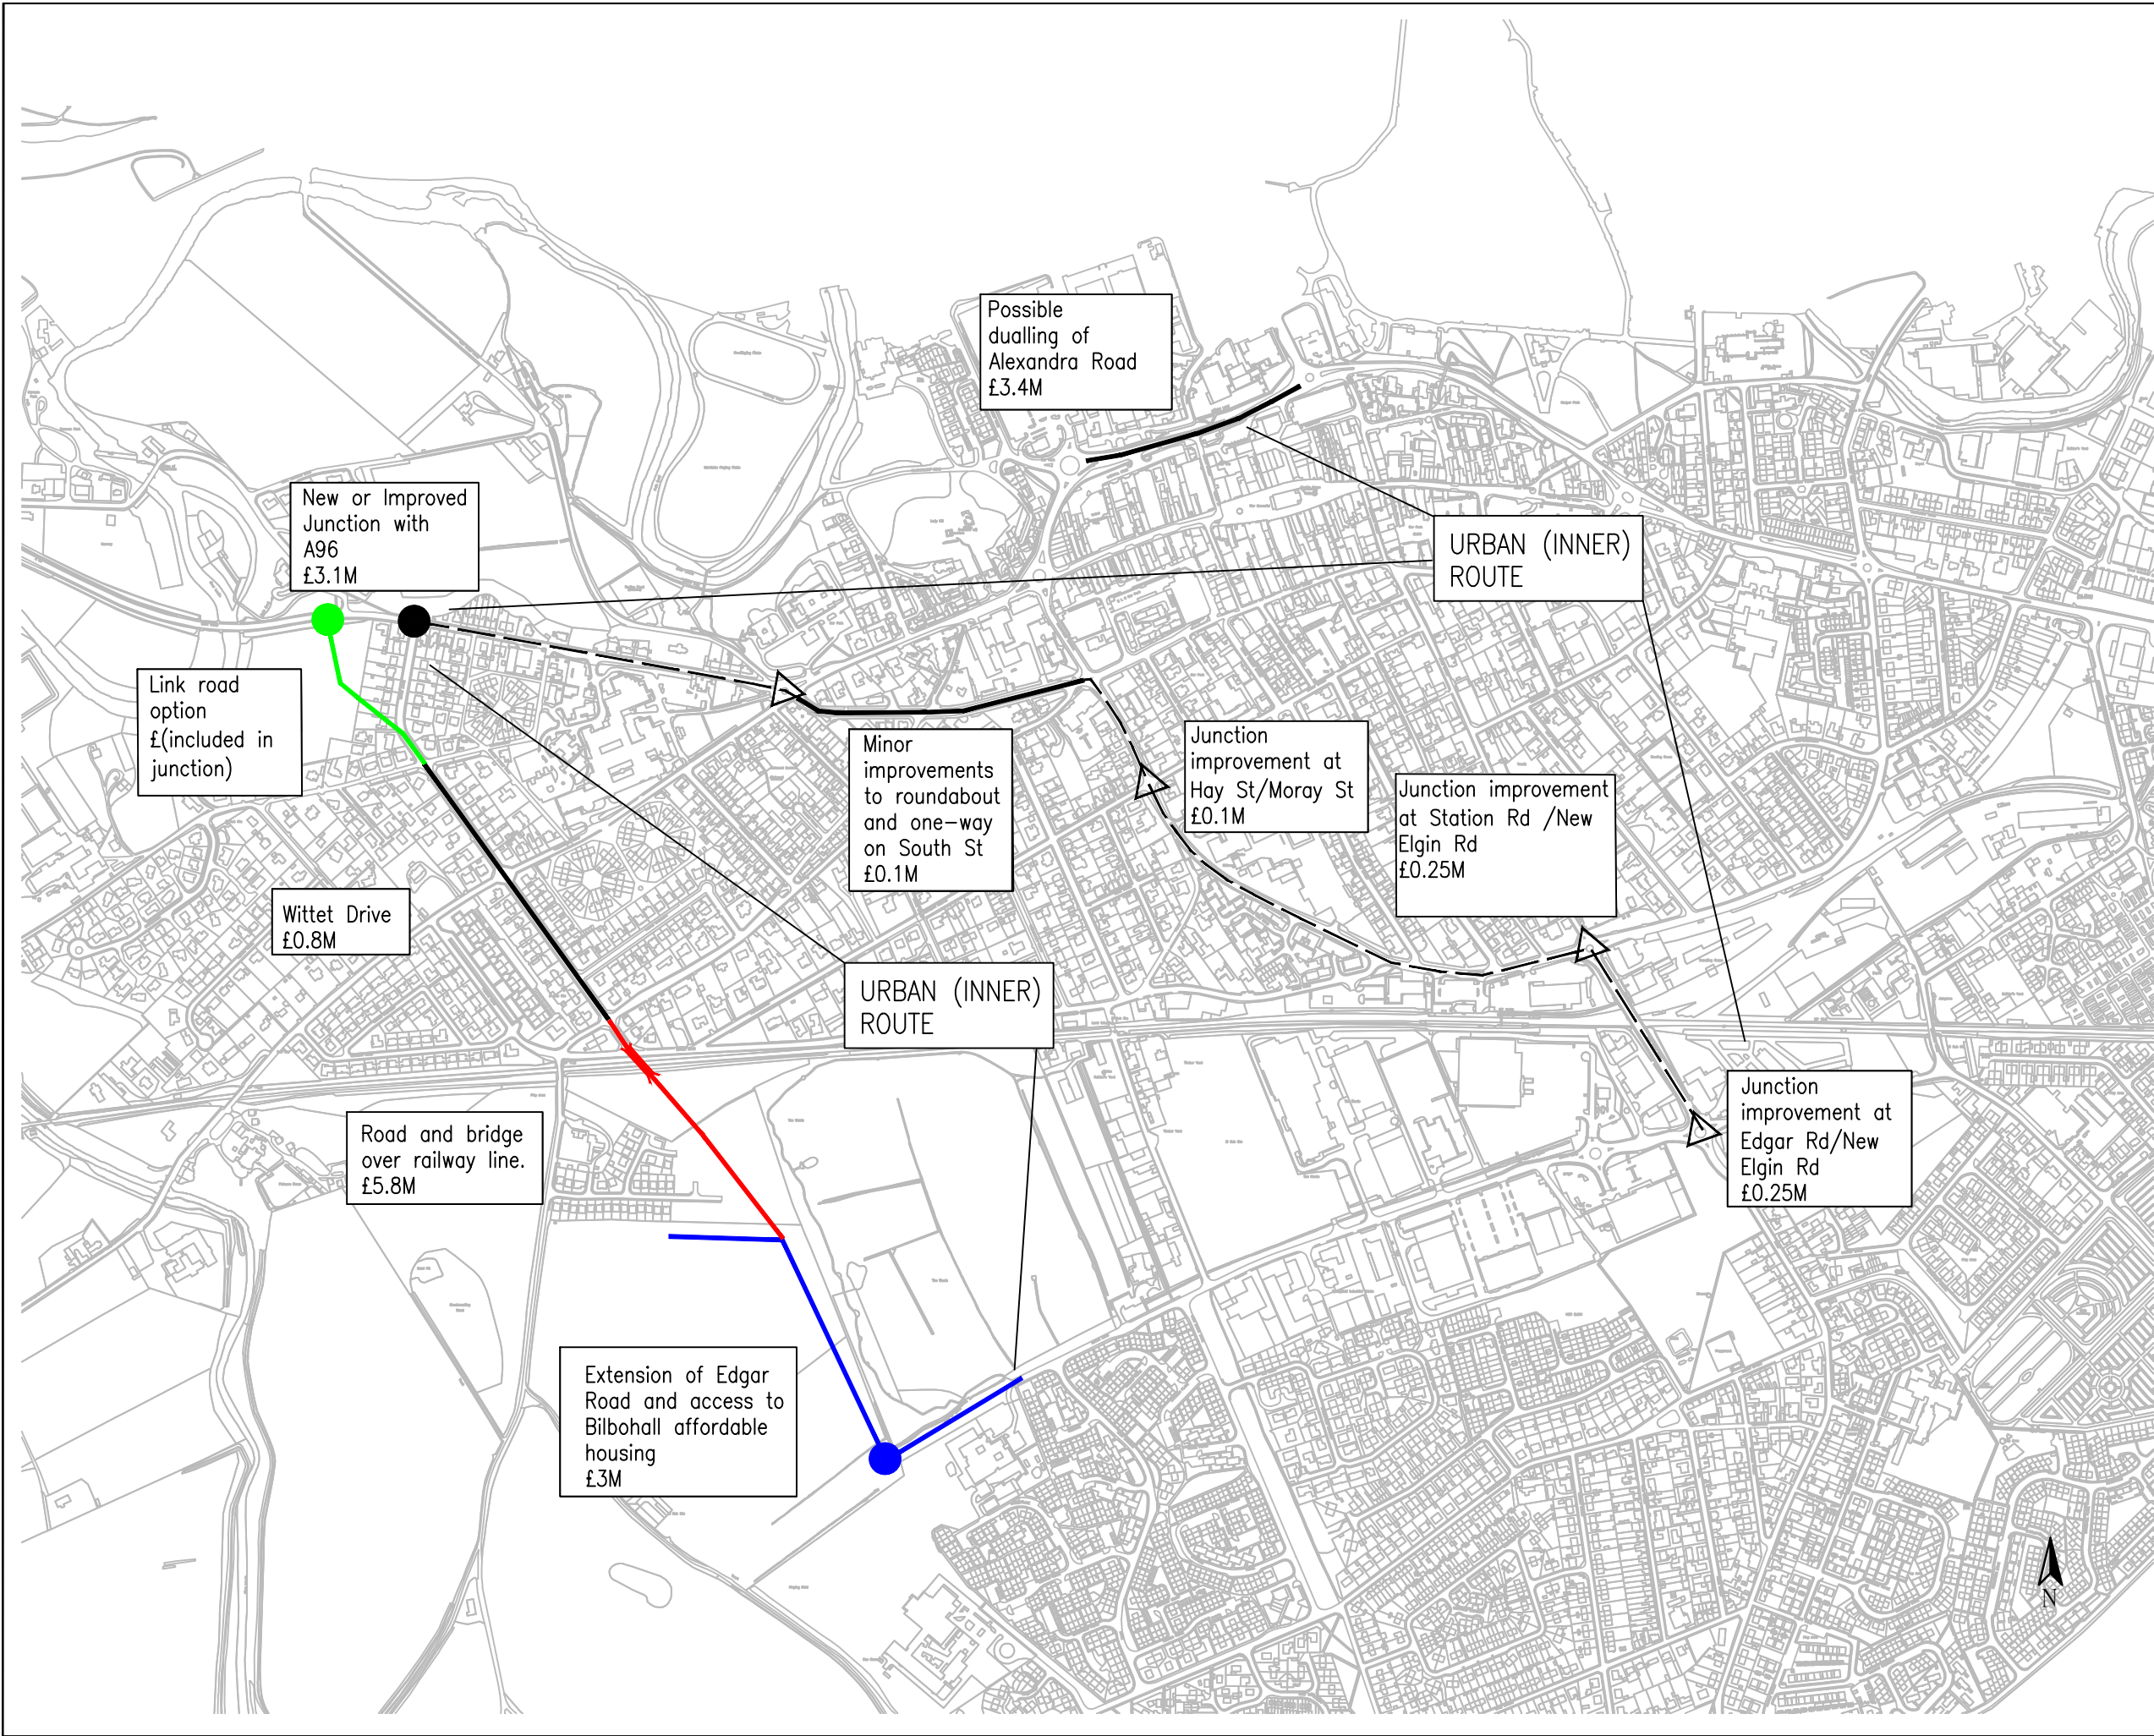 Possible
dualling of
Alexandra Road
£3.4M
New or Improved
Junction with
A96
£3.1M
URBAN (INNER)
ROUTE
Link road
option
£(included in
junction)
Minor
improvements
to roundabout
and one-way
on South St
£0.1M
Junction
improvement at
Hay St/Moray St
£0.1M
Junction improvement
at Station Rd /New
Elgin Rd
£0.25M
Wittet Drive
£0.8M
URBAN (INNER)
ROUTE
Junction
improvement at
Edgar Rd/New
Elgin Rd
£0.25M
Road and bridge
over railway line.
£5.8M
Extension of Edgar
Road and access to
Bilbohall affordable
housing
£3M
N